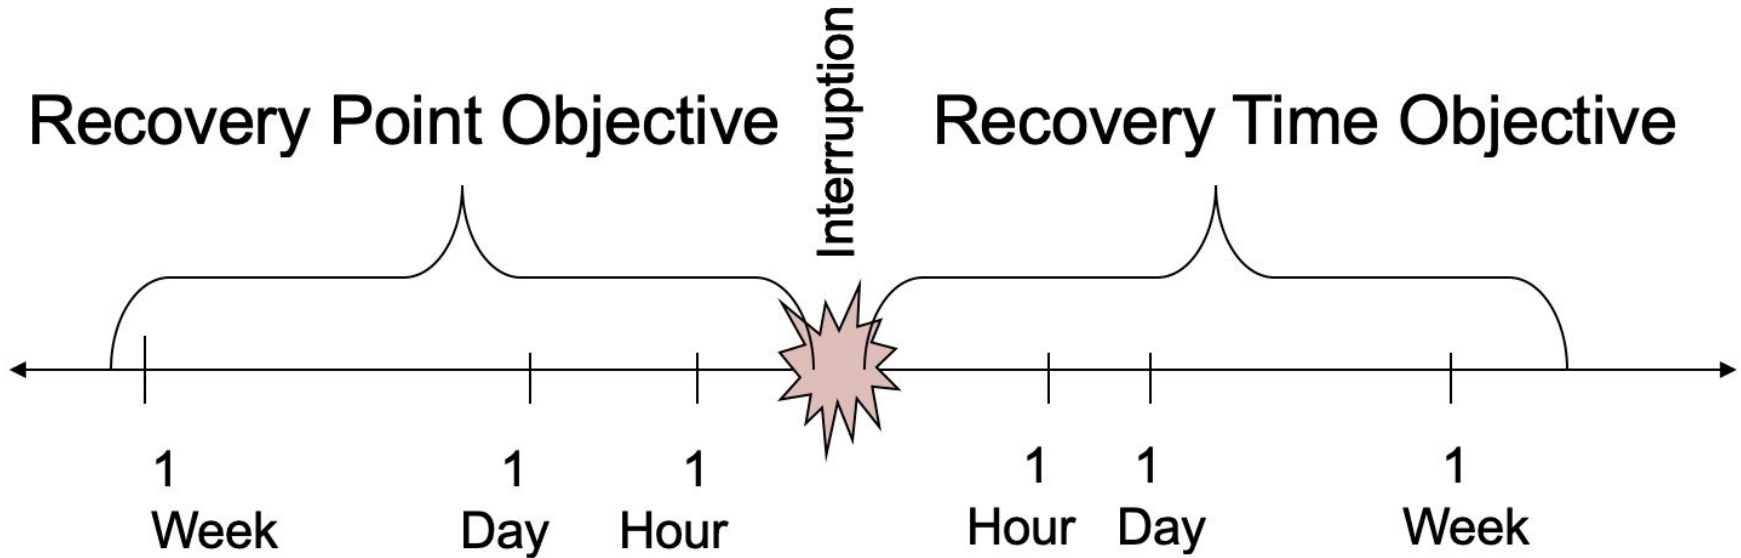 Interruption
Recovery Point Objective
Recovery Time Objective
1
Week
1
Day
1
Hour
1
Hour
1
Day
1
Week